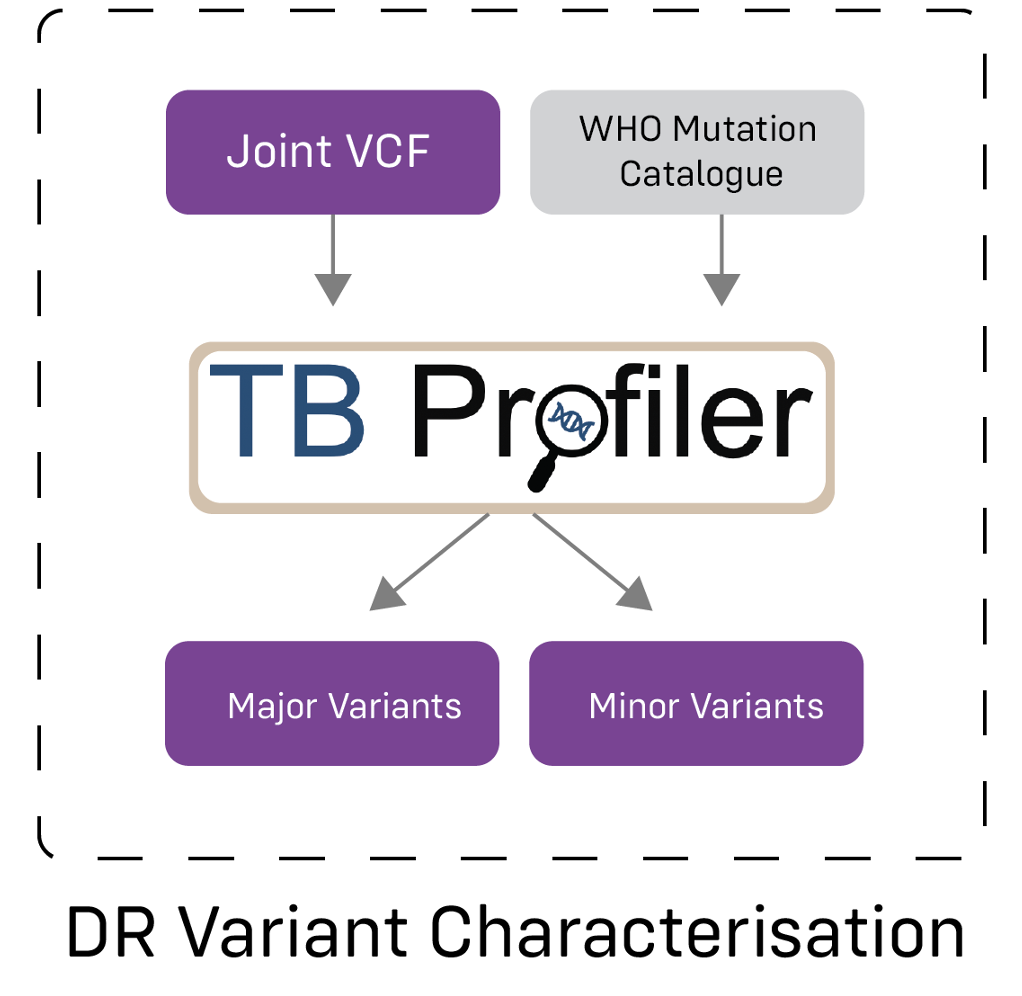 Joint VCF
WHO Mutation
Catalogue
TB Profiler
Major Variants
Minor Variants
DR Variant Characterisation